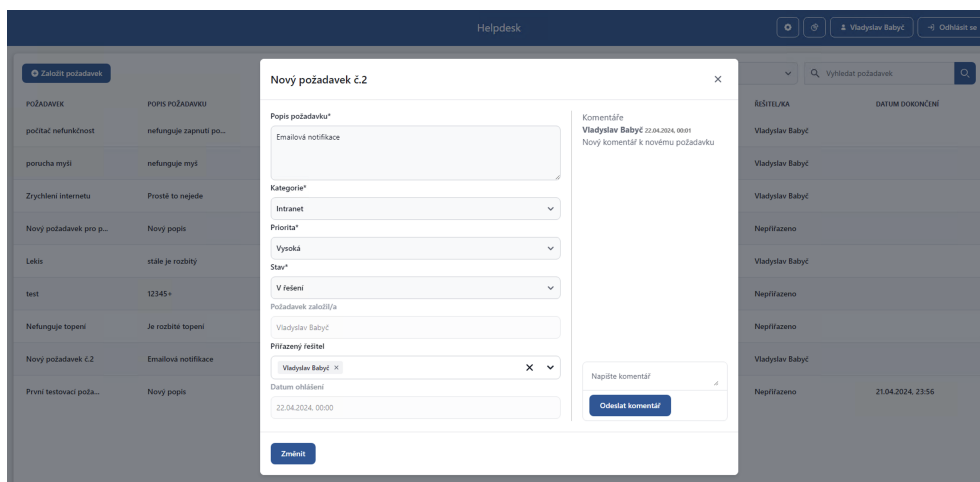 Helpdesk
Vladyslav Babyč
Odhlásit se
Založit požadavek
Vyhledat požadavek
POŽADAVEK
POPIS POŽADAVKU
ŘEŠITEL/KA
DATUM DOKONČENÍ
počítač nefunkčnost
nefunguje zapnutí po...
Vladyslav Babyč
porucha myši
nefunguje myš
Vladyslav Babyč
Zrychlení internetu
Prostě to nejede
Vladyslav Babyč
Nový požadavek pro p...
Nový popis
Nepřiřazeno
Lekis
stále je rozbitý
Vladyslav Babyč
test
12345+
Nepřiřazeno
Nefunguje topení
Je rozbité topení
Nepřiřazeno
Nový požadavek č.2
Emailová notifikace
Vladyslav Babyč
První testovací poža...
Nový popis
Nepřiřazeno
21.04.2024, 23:56
Nový požadavek č.2
Popis požadavku*
Emailová notifikace
Kategorie*
Intranet
Priorita*
Vysoká
Stav*
V řešení
Požadavek založil/a
Vladyslav Babyč
Přiřazený řešitel
Vladyslav Babyč
Datum ohlášení
22.04.2024, 00:00
Změnit
Komentáře
Vladyslav Babyč 22.04.2024, 00:01
Nový komentář k novému požadavku
Napište komentář
Odeslat komentář